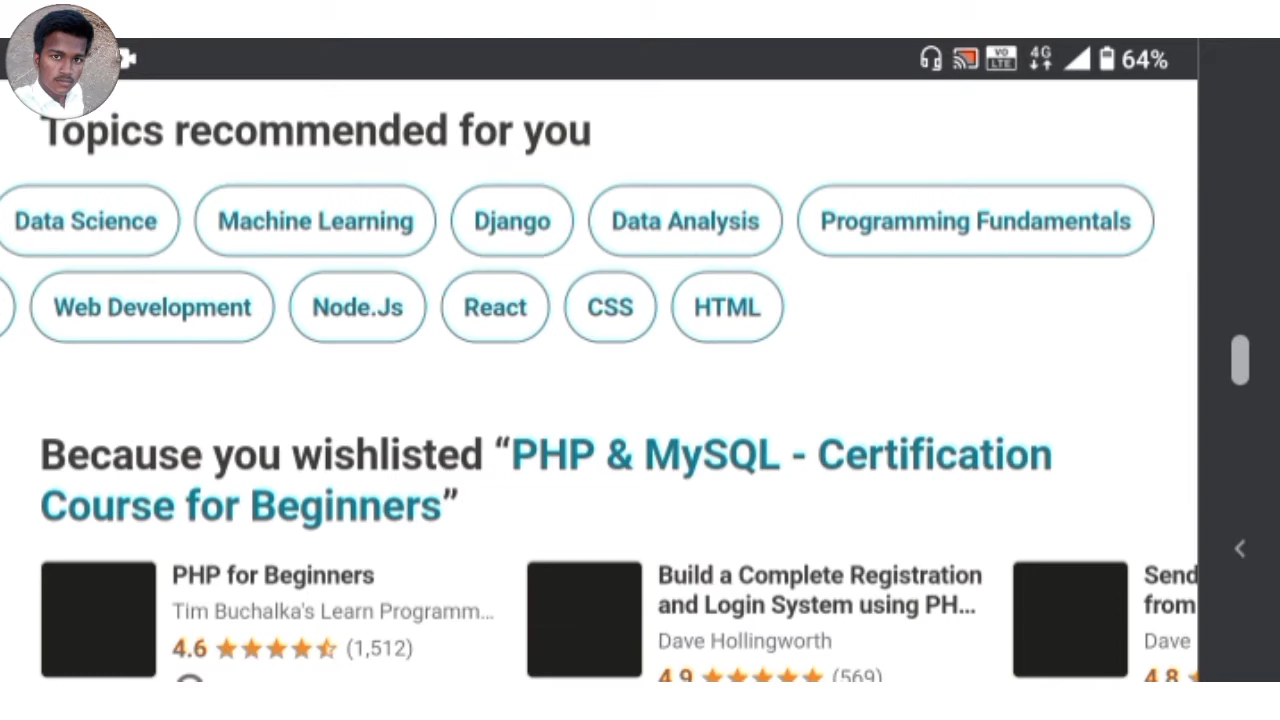 VO LTE 4G 64%
Topics recommended for you
Data Science Machine Learning Django Data Analysis Programming Fundamentals
Web Development Node.Js React CSS HTML
Because you wishlisted “PHP & MySQL - Certification
Course for Beginners”
PHP for Beginners
Tim Buchalka's Learn Programm...
4.6 (1,512)
Build a Complete Registration
and Login System using PH...
Dave Hollingworth
4.9 (569)
Send
from
Dave
4.8